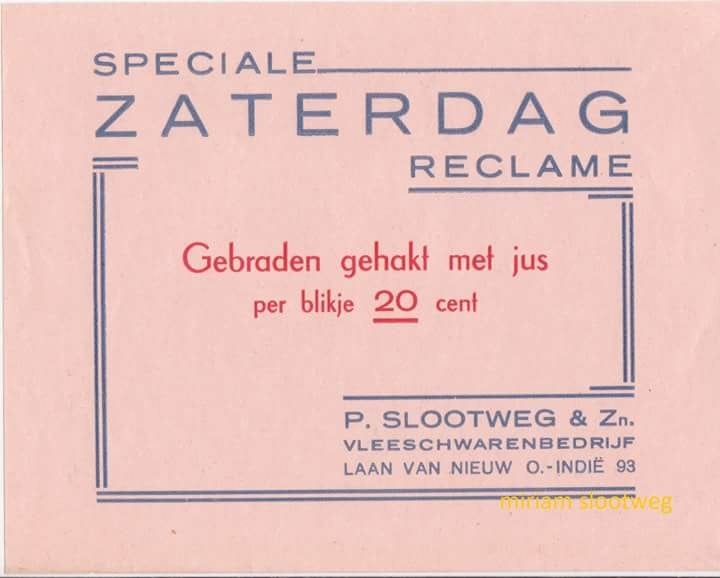 SPECIALE
ZATERDAG
RECLAME
Gebraden gehakt met jus
per blikje 20 cent
P. SLOOTWEG & Zn.
VLEESCHWARENBEDRIJF
LAAN VAN NIEUW O.-INDIË 93
miriam slootweg